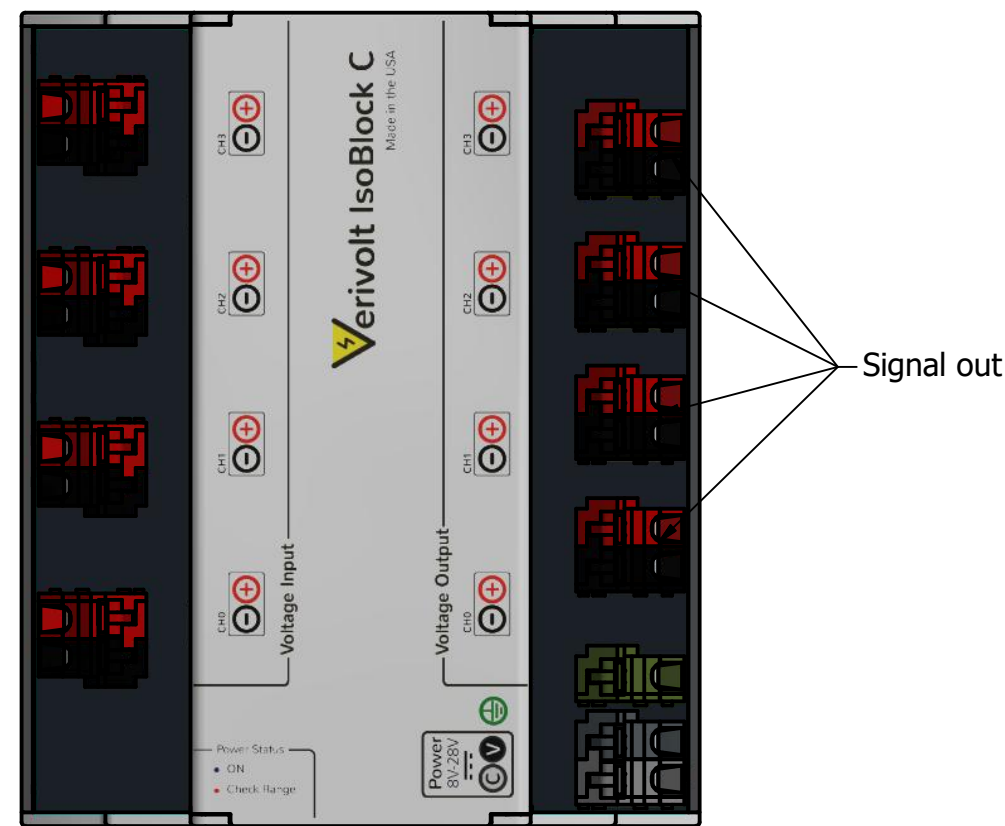 Verivolt IsoBlock C
Made in the USA
CH3
CH2
CH1
CH0
Voltage Input
CH3
CH2
CH1
CH0
Voltage Output
Signal out
Power Status
ON
Check Range
Power
8V-28V
C V